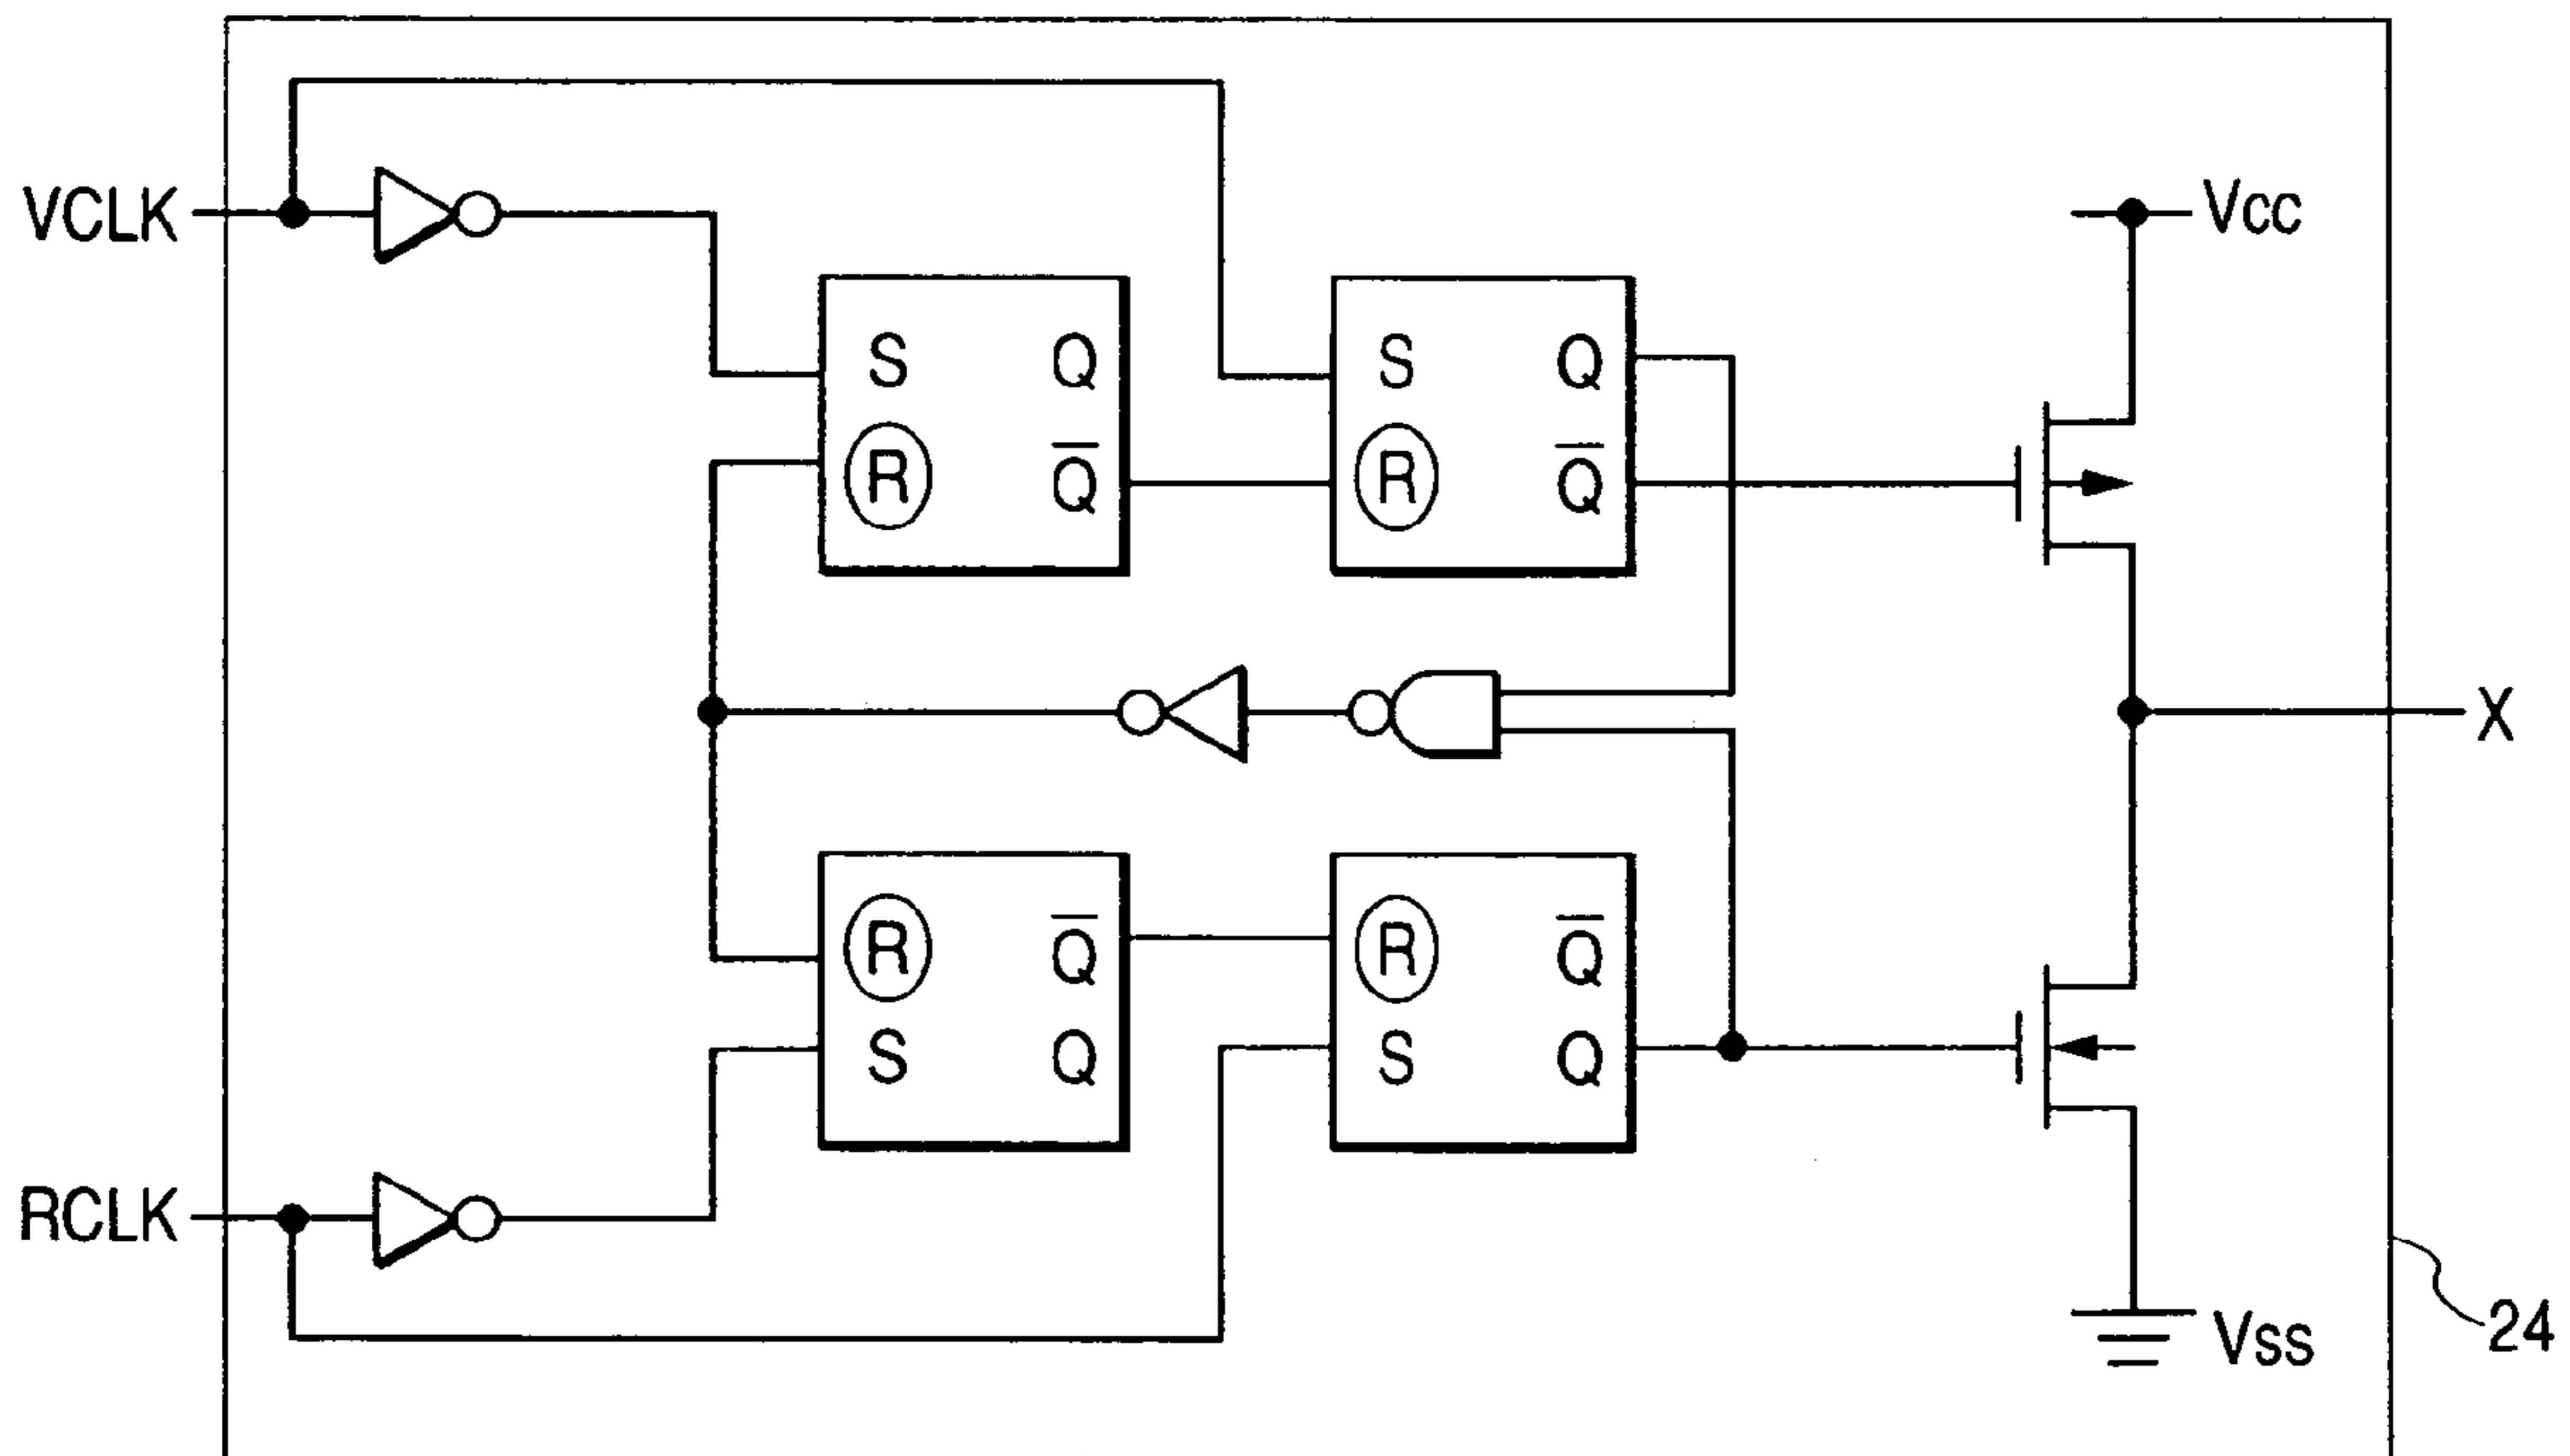 VCLK
VCC
S Q S Q
R Q̅ R Q̅
X
R Q̅ R Q̅
S Q S Q
RCLK
VSS
24